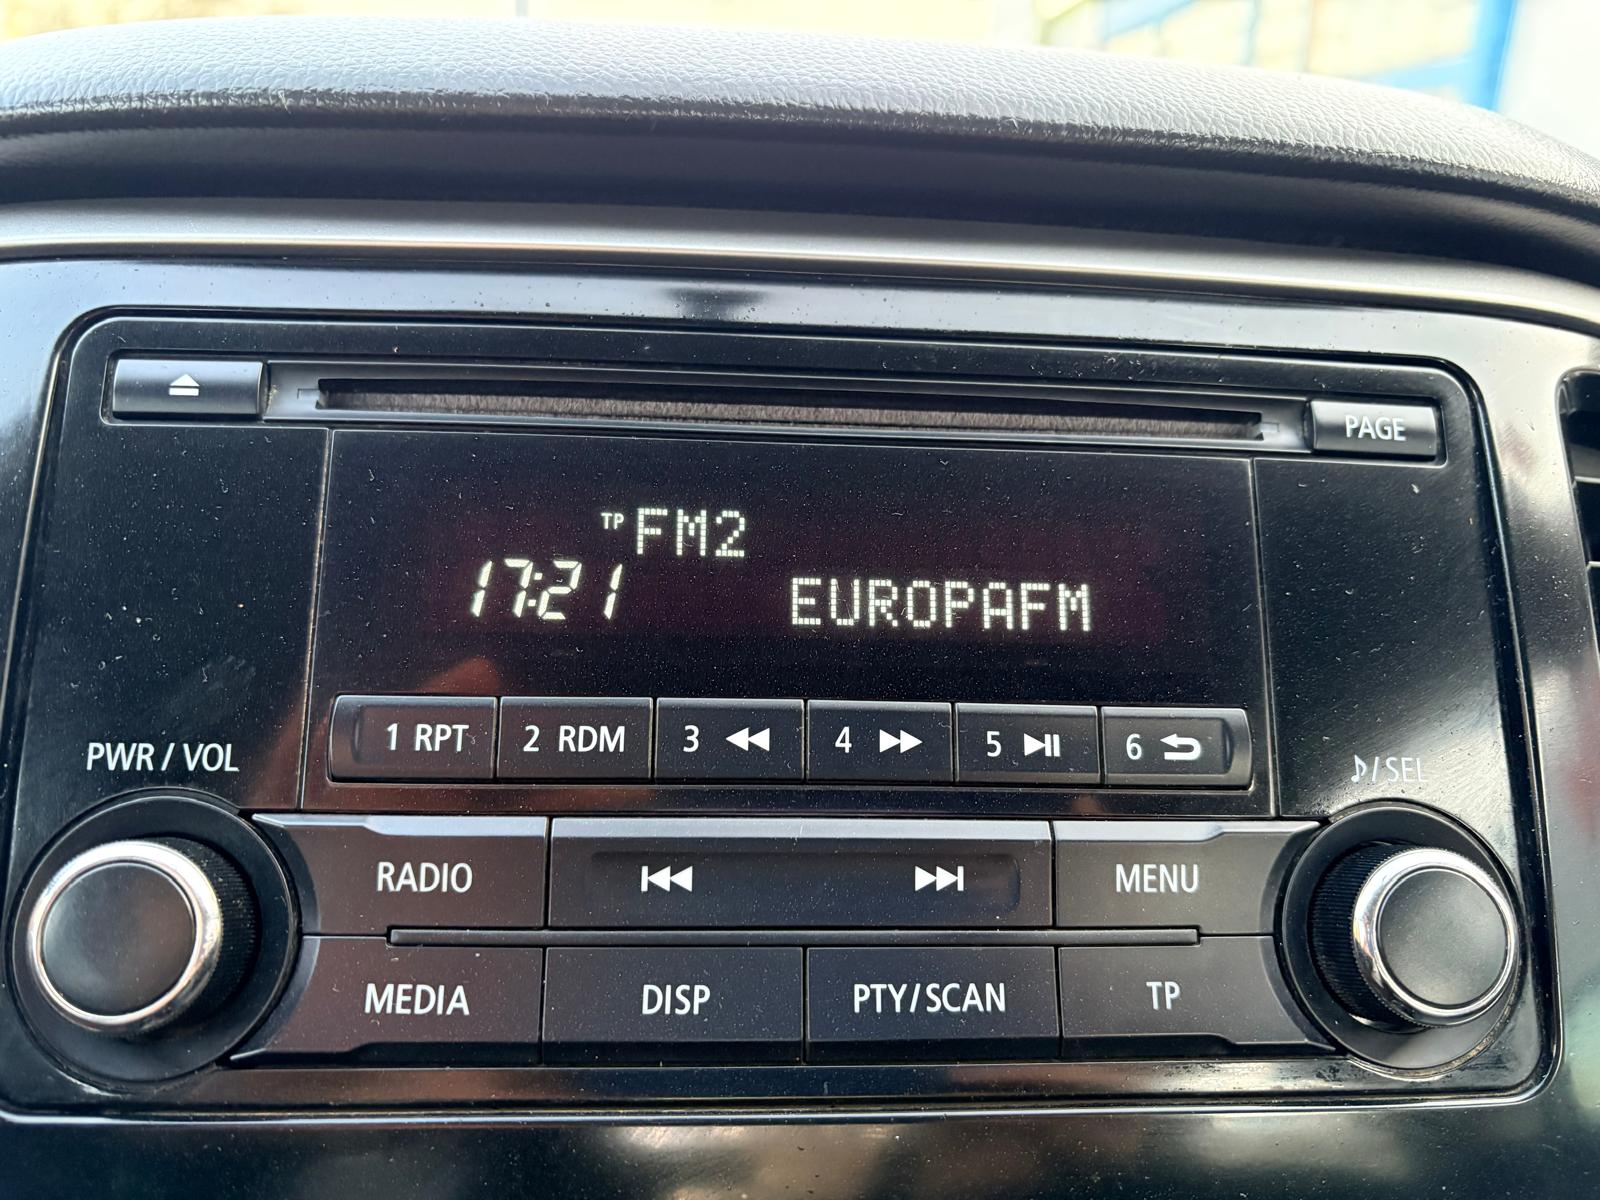 PAGE
TP FM2
17:21 EUROPAFM
1 RPT 2 RDM 3 4 5 6
PWR / VOL
♪/SEL
RADIO MENU
MEDIA DISP PTY/SCAN TP